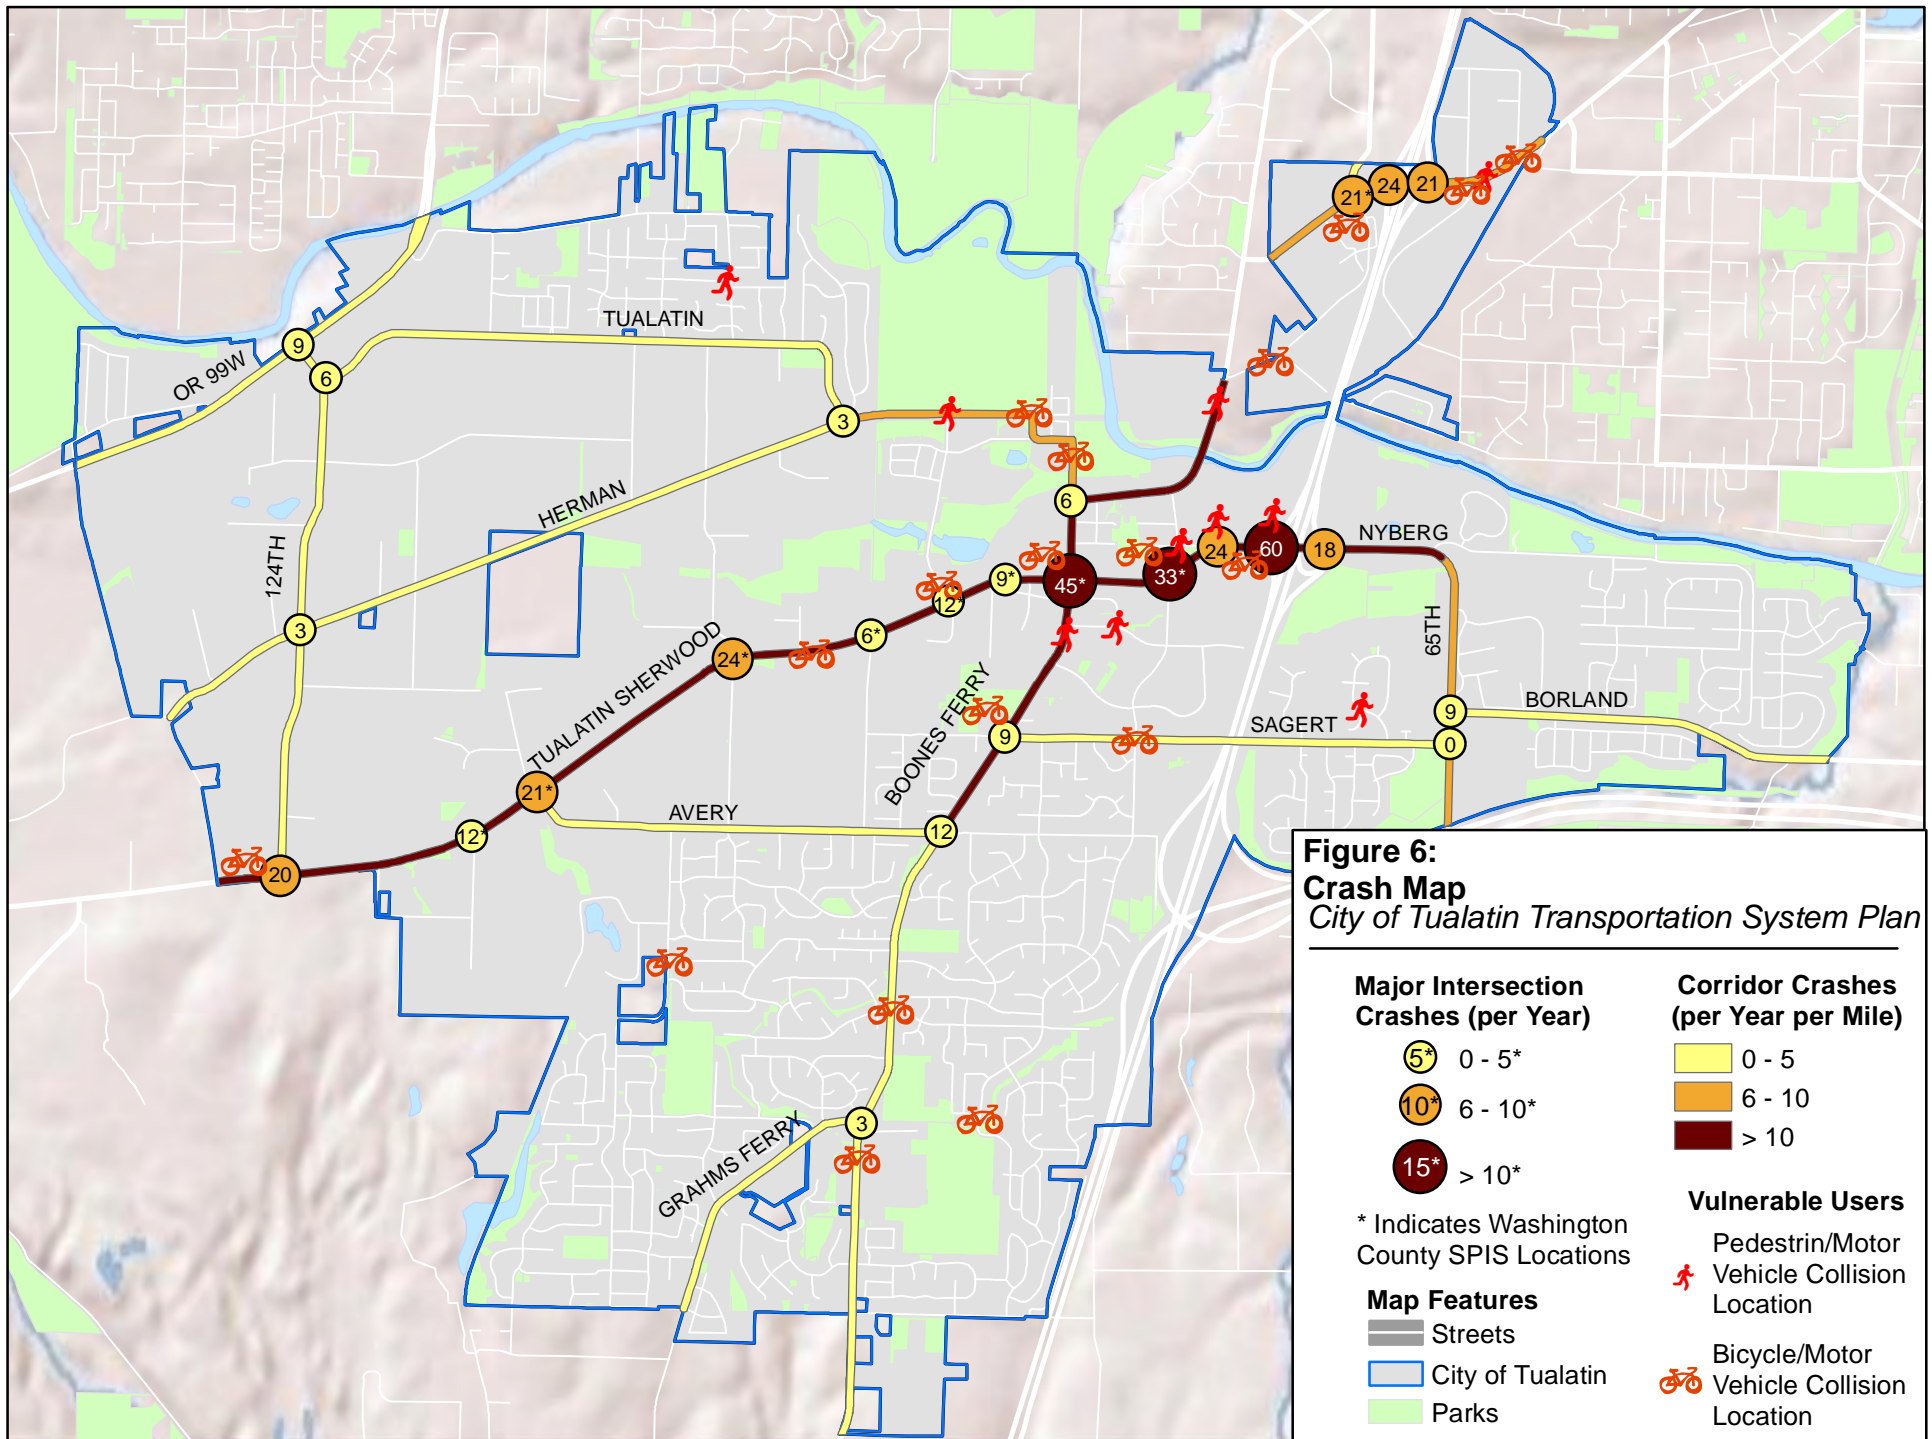 21*
24
21
TUALATIN
9
OR 99W
6
3
HERMAN
6
124TH
NYBERG
24
60
18
9*
45*
33*
12*
3
6*
65TH
24*
TUALATIN SHERWOOD
BOONES FERRY
9
BORLAND
SAGERT
9
0
21*
AVERY
12*
12
20
3
GRAHMS FERRY
Figure 6:
Crash Map
City of Tualatin Transportation System Plan
Major Intersection
Crashes (per Year)
5* 0 - 5*
10* 6 - 10*
15* > 10*
* Indicates Washington
County SPIS Locations
Map Features
Streets
City of Tualatin
Parks
Corridor Crashes
(per Year per Mile)
0 - 5
6 - 10
> 10
Vulnerable Users
Pedestrin/Motor
Vehicle Collision
Location
Bicycle/Motor
Vehicle Collision
Location